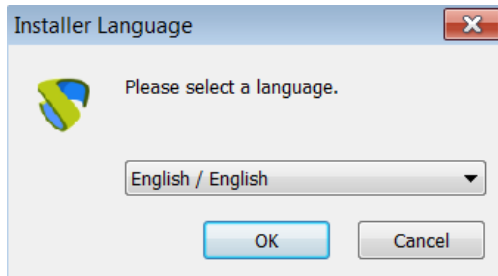 Installer Language
Please select a language.
English / English
OK
Cancel